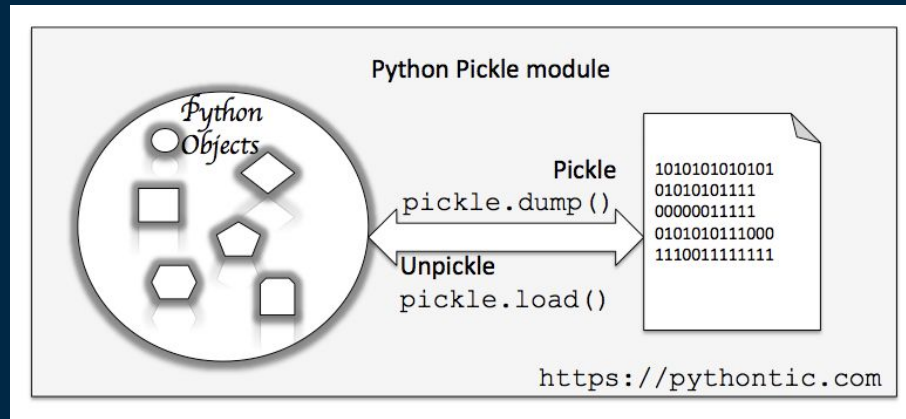 Python Pickle module
Python
Objects
Pickle
pickle.dump()
Unpickle
pickle.load()
1010101010101
01010101111
00000011111
0101010111000
1110011111111
https://pythontic.com